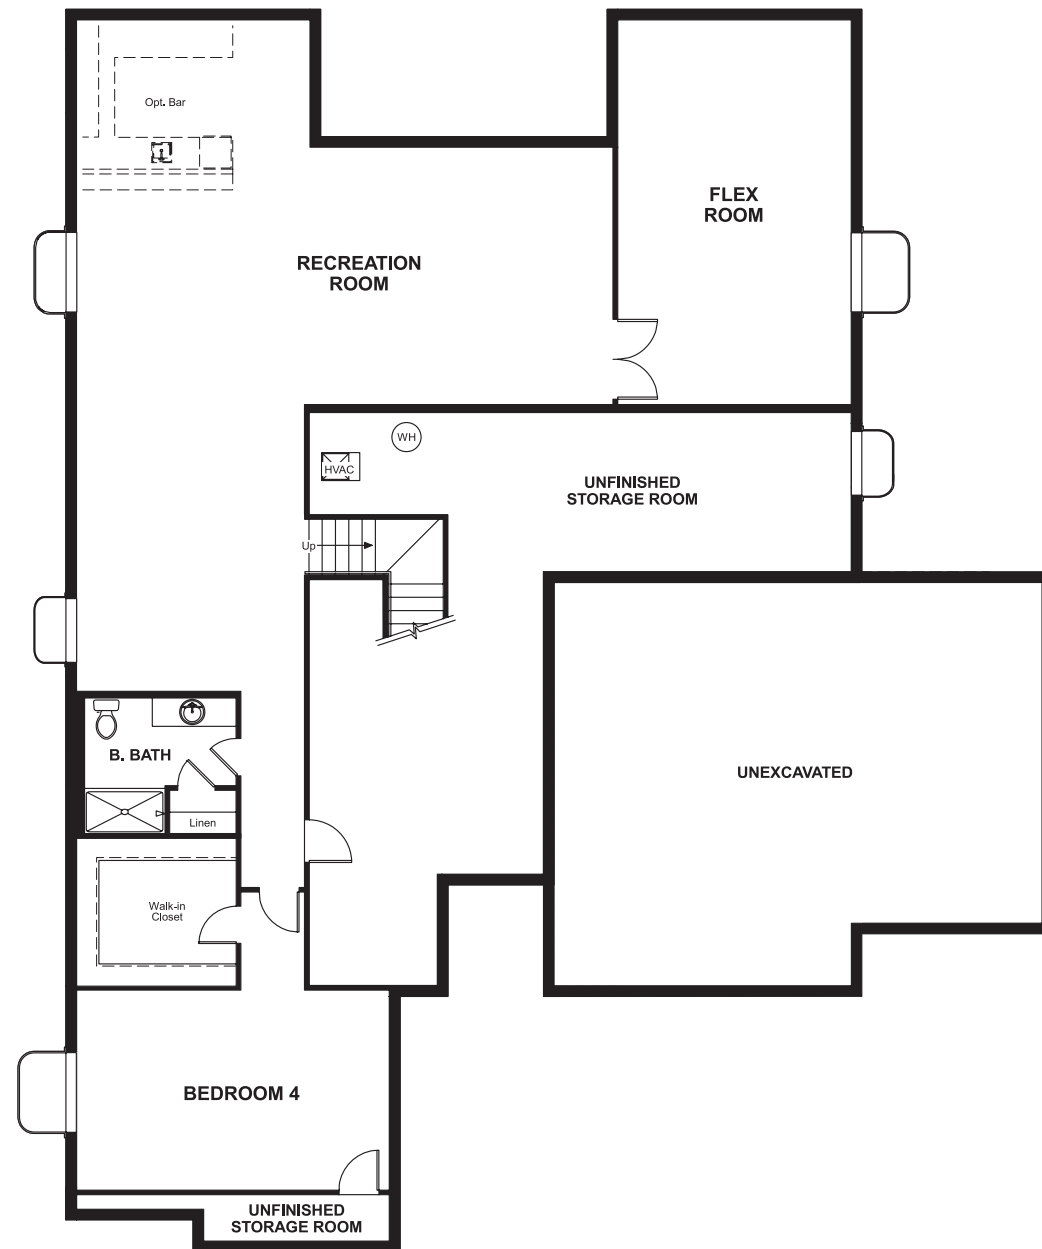 Opt. Bar
FLEX
ROOM
RECREATION
ROOM
WH
HVAC
UNFINISHED
STORAGE ROOM
Up
B. BATH
UNEXCAVATED
Linen
Walk-in
Closet
BEDROOM 4
UNFINISHED
STORAGE ROOM